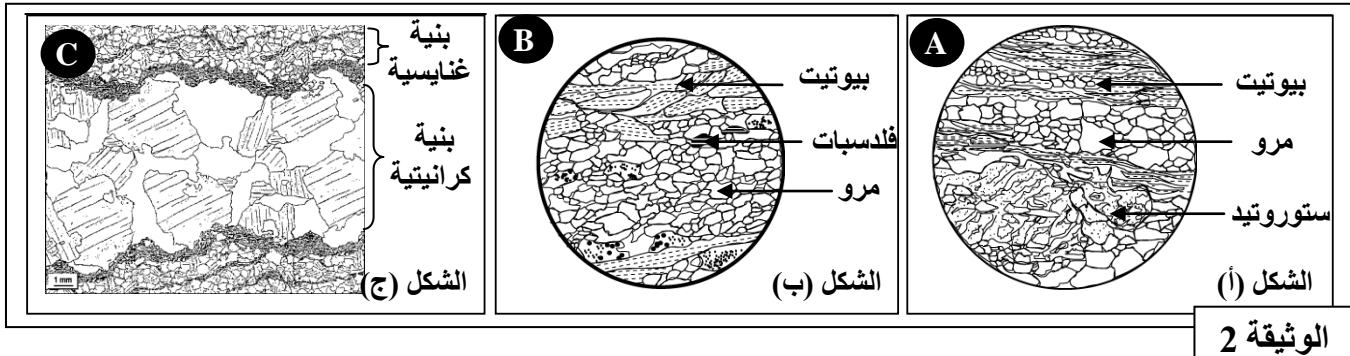 A
بيوتيت
مرو
ستوروتيد
الشكل (أ)
B
بيوتيت
فلدسبات
مرو
الشكل (ب)
C
بنية
غنايسية
بنية
كرانيتية
1 mm
الشكل (ج)
الوثيقة 2